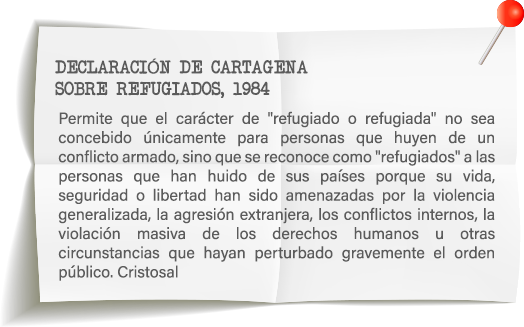 DECLARACIÓN DE CARTAGENA
SOBRE REFUGIADOS, 1984
Permite que el carácter de "refugiado o refugiada" no sea
concebido únicamente para personas que huyen de un
conflicto armado, sino que se reconoce como "refugiados" a las
personas que han huido de sus países porque su vida,
seguridad o libertad han sido amenazadas por la violencia
generalizada, la agresión extranjera, los conflictos internos, la
violación masiva de los derechos humanos u otras
circunstancias que hayan perturbado gravemente el orden
público. Cristosal